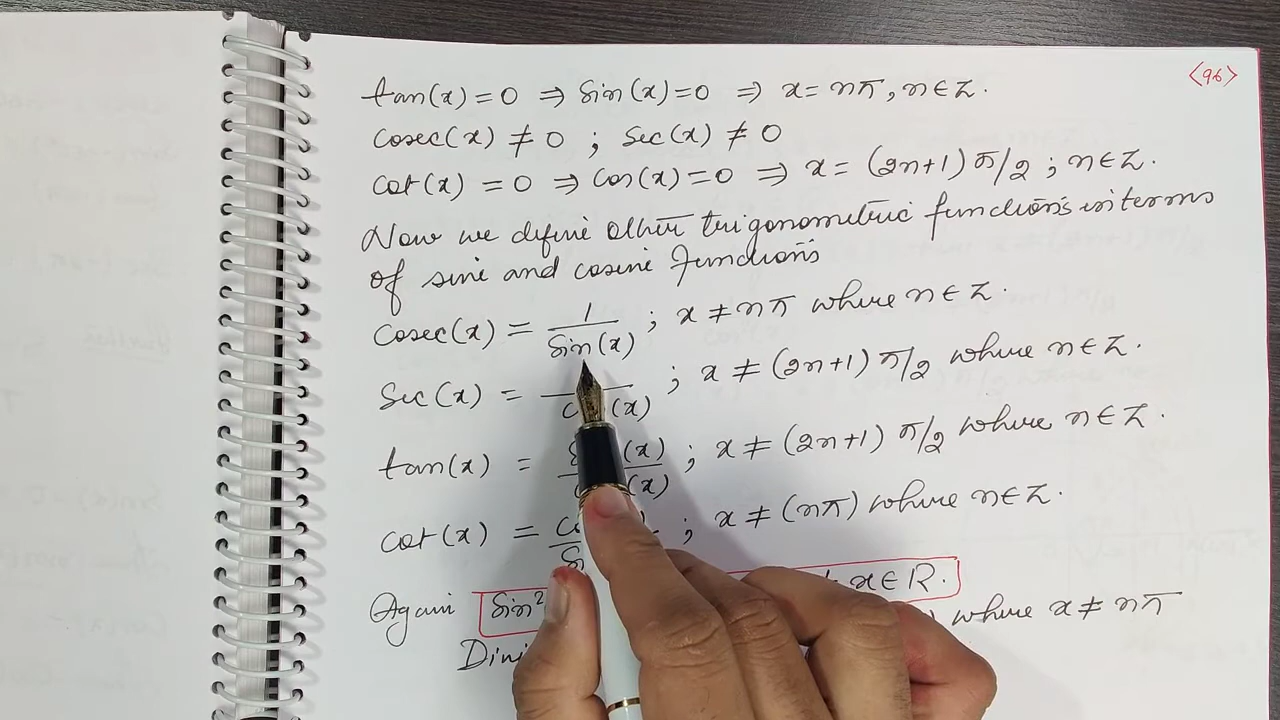 <96>
tan(x) = 0 ⇒ Sin(x) = 0 ⇒ x = nπ, n ∈ Z.
Cosec(x) ≠ 0 ; Sec(x) ≠ 0
Cot(x) = 0 ⇒ Cos(x) = 0 ⇒ x = (2n+1) π/2 ; n ∈ Z.
Now we define other trigonometric functions in terms
of sine and cosine functions
Cosec(x) = 1/Sin(x) ; x ≠ nπ where n ∈ Z.
Sec(x) = (x) ; x ≠ (2n+1) π/2 where n ∈ Z.
tan(x) = (x)/(x) ; x ≠ (2n+1) π/2 where n ∈ Z.
Cot(x) = ; x ≠ (nπ) where n ∈ Z.
Again Sin² x ∈ R.
where x ≠ nπ